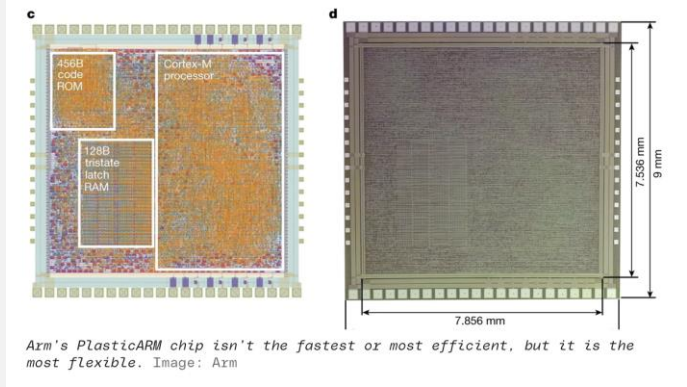 c
d
456B
code
ROM
Cortex-M
processor
128B
tristate
latch
RAM
7.536 mm
9 mm
7.856 mm
Arm's PlasticARM chip isn't the fastest or most efficient, but it is the
most flexible. Image: Arm